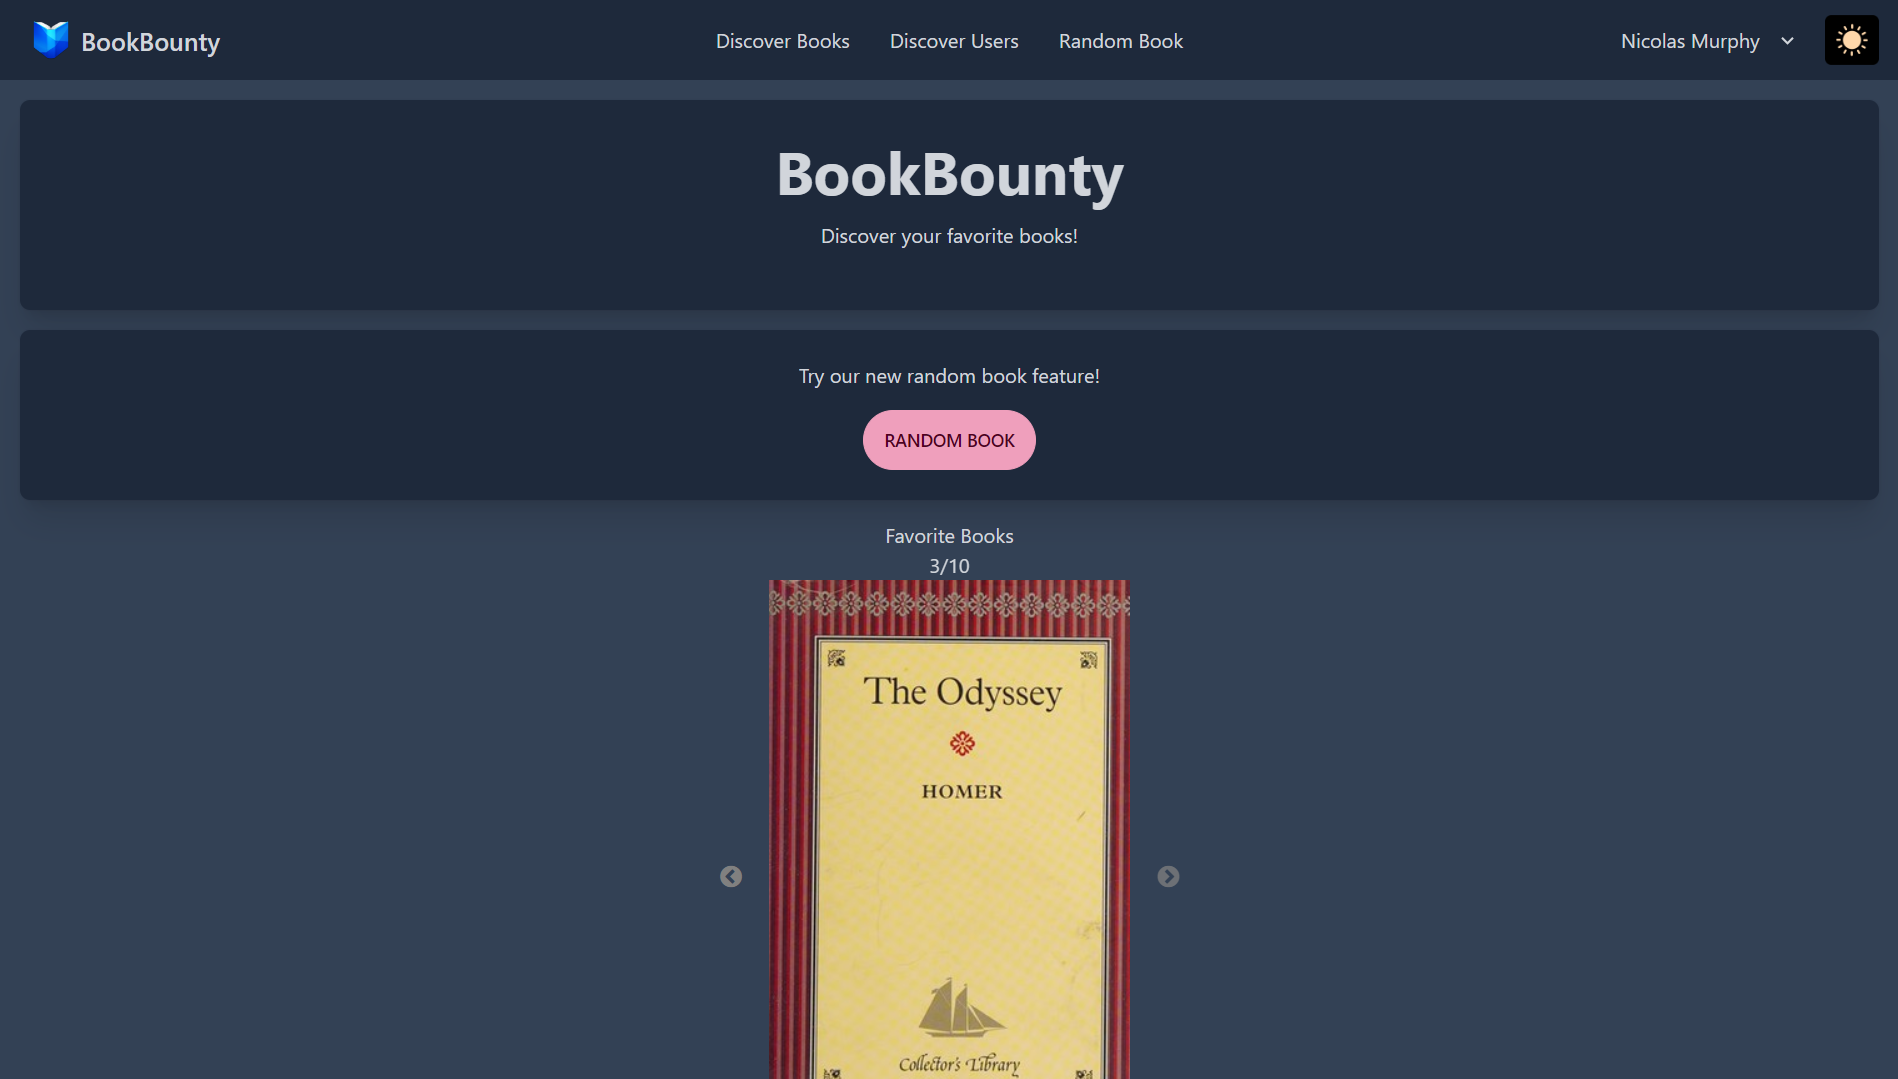 BookBounty
Discover Books
Discover Users
Random Book
Nicolas Murphy
BookBounty
Discover your favorite books!
Try our new random book feature!
RANDOM BOOK
Favorite Books
3/10
The Odyssey
HOMER
Collector's Library